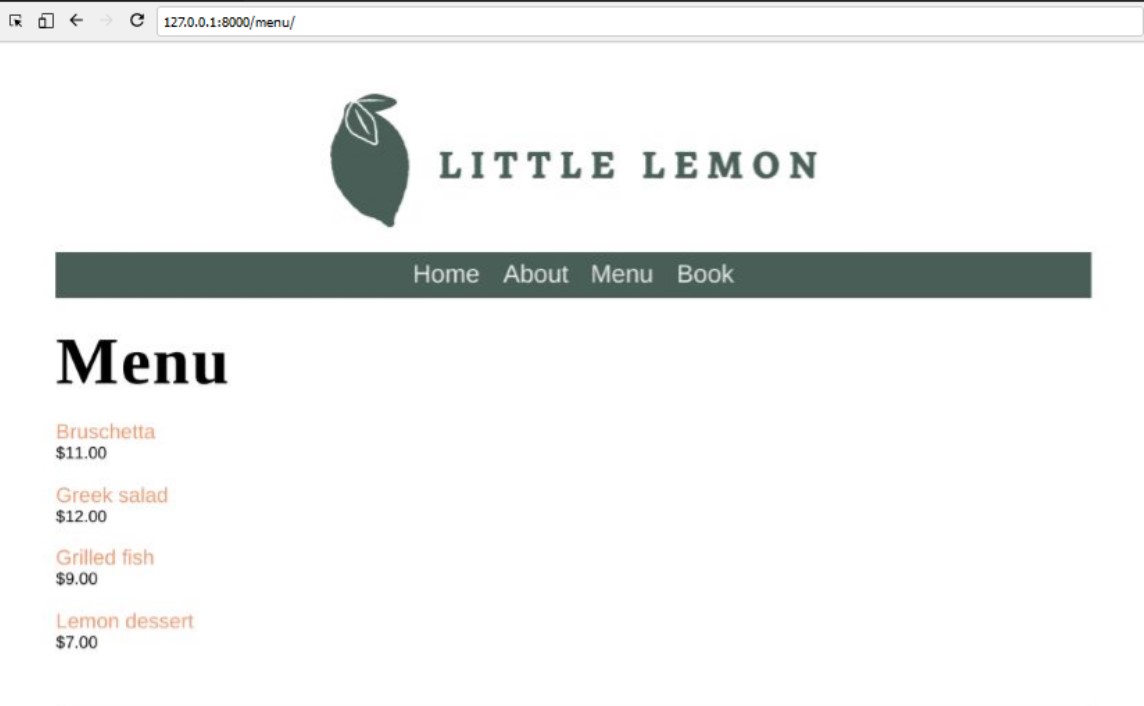 127.0.0.1:8000/menu/
LITTLE LEMON
Home About Menu Book
Menu
Bruschetta
$11.00
Greek salad
$12.00
Grilled fish
$9.00
Lemon dessert
$7.00